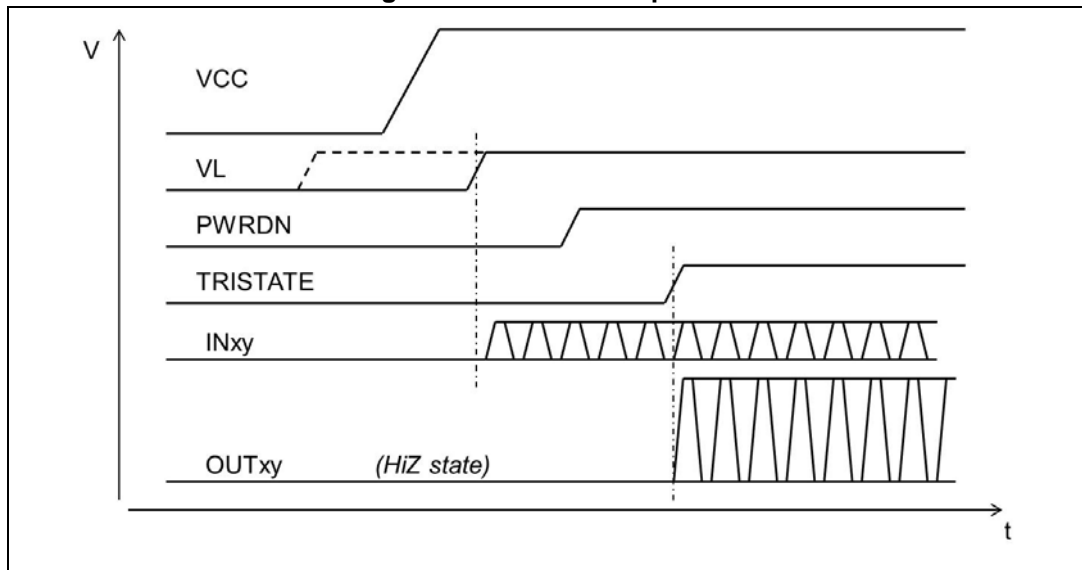 V
VCC
VL
PWRDN
TRISTATE
INxy
OUTxy (HiZ state)
t